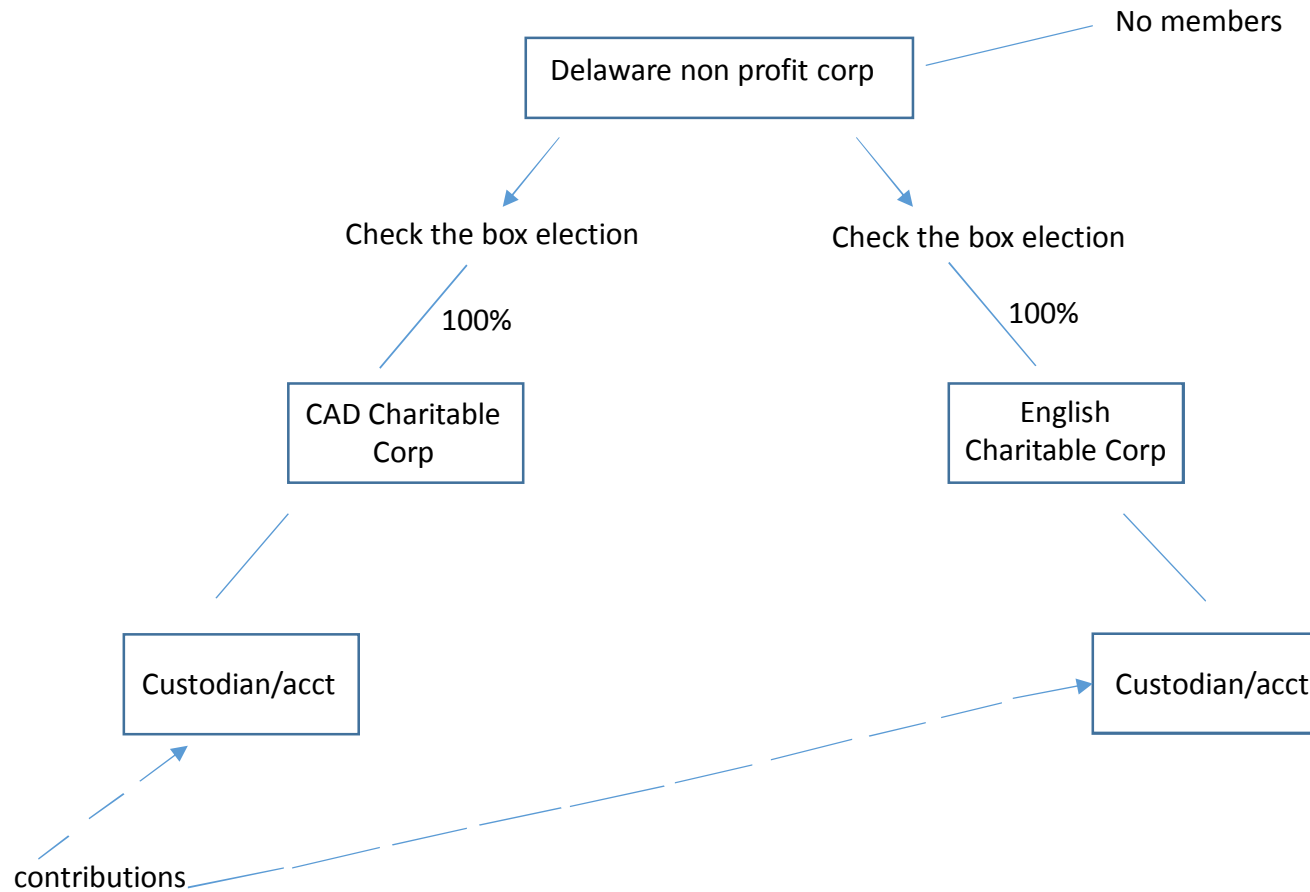 No members
Delaware non profit corp
Check the box election
Check the box election
100%
100%
CAD Charitable
Corp
English
Charitable Corp
Custodian/acct
Custodian/acct
contributions